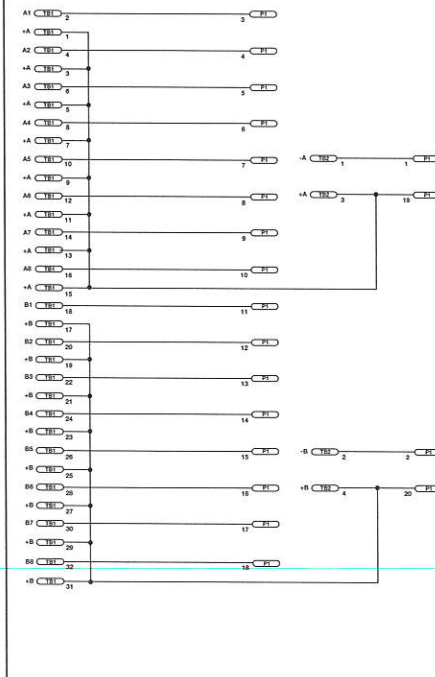 A1 TB1 2 3 P1
+A TB1 1
A2 TB1 4 4 P1
+A TB1 3
A3 TB1 6 5 P1
+A TB1 5
A4 TB1 8 6 P1
+A TB1 7
A5 TB1 10 7 P1 -A TB2 1 1 P1
+A TB1 9
A6 TB1 12 8 P1 +A TB2 3 19 P1
+A TB1 11
A7 TB1 14 9 P1
+A TB1 13
A8 TB1 16 10 P1
+A TB1 15
B1 TB1 18 11 P1
+B TB1 17
B2 TB1 20 12 P1
+B TB1 19
B3 TB1 22 13 P1
+B TB1 21
B4 TB1 24 14 P1
+B TB1 23
B5 TB1 26 15 P1 -B TB2 2 2 P1
+B TB1 25
B6 TB1 28 16 P1 +B TB2 4 20 P1
+B TB1 27
B7 TB1 30 17 P1
+B TB1 29
B8 TB1 32 18 P1
+B TB1 31